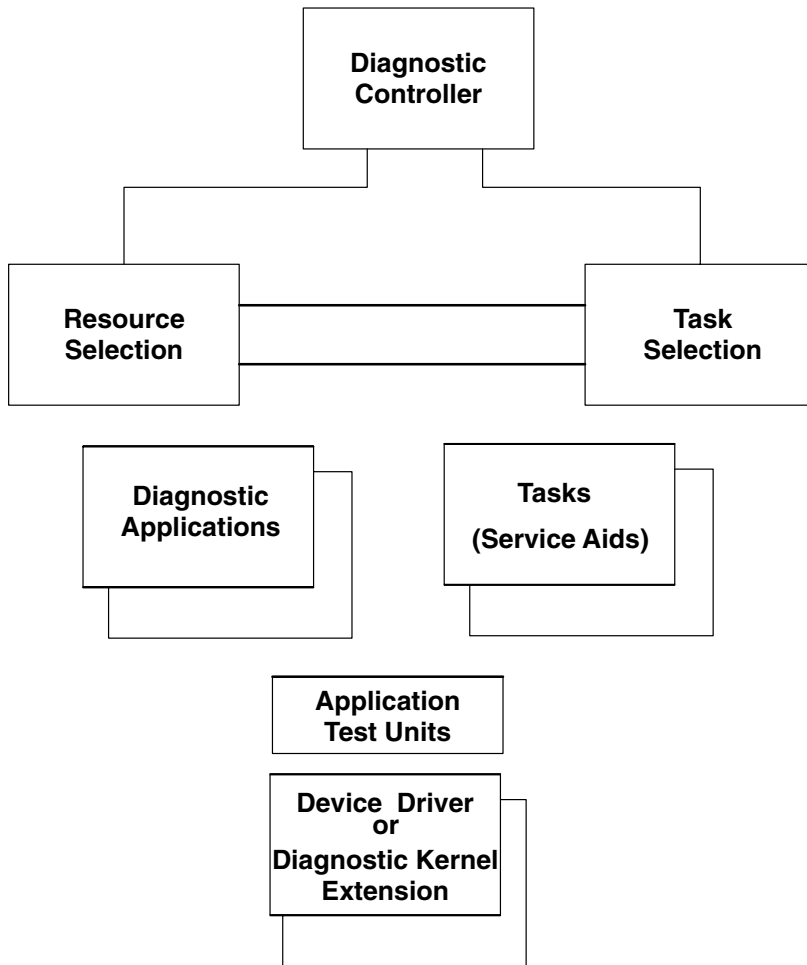 Diagnostic
Controller
Resource
Selection
Task
Selection
Diagnostic
Applications
Tasks
(Service Aids)
Application
Test Units
Device Driver
or
Diagnostic Kernel
Extension